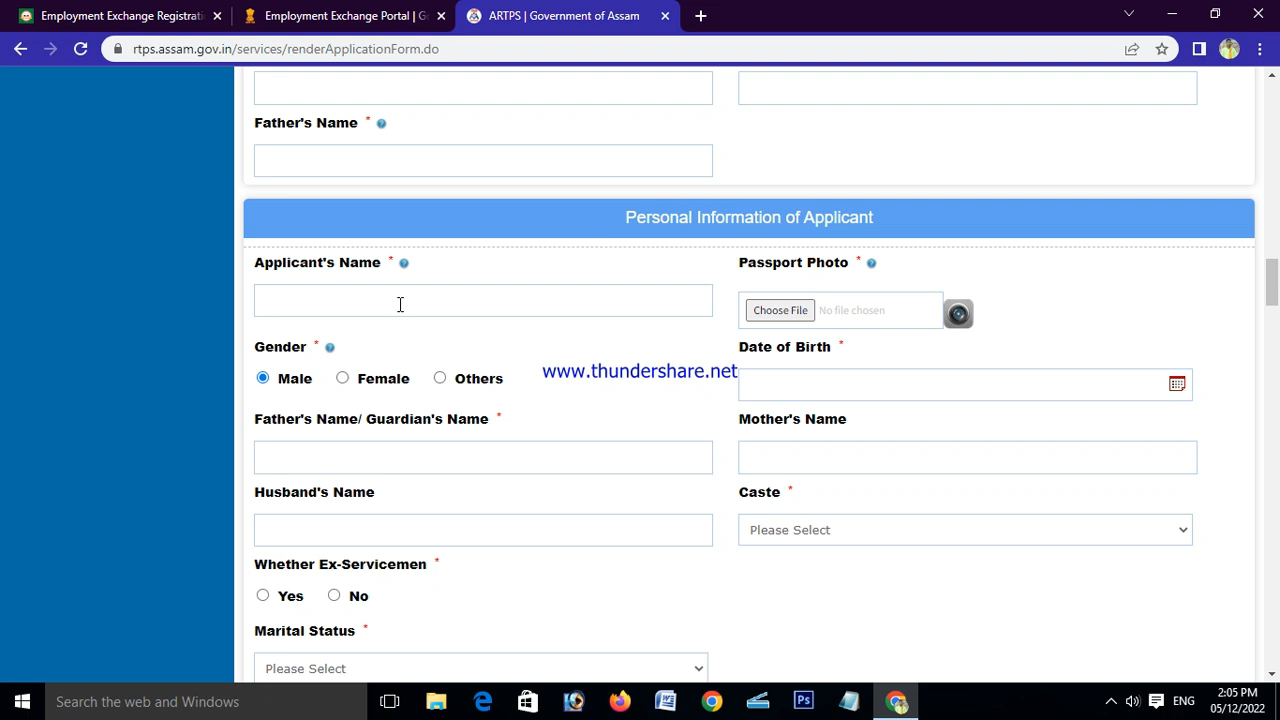 Employment Exchange Registrati
Employment Exchange Portal | Go
ARTPS | Government of Assam
rtps.assam.gov.in/services/renderApplicationForm.do
Father's Name *
Personal Information of Applicant
Applicant's Name *
Passport Photo *
Choose File No file chosen
Gender *
Date of Birth *
Male Female Others
www.thundershare.net
Father's Name/ Guardian's Name *
Mother's Name
Husband's Name
Caste *
Please Select
Whether Ex-Servicemen *
Yes No
Marital Status *
Please Select
Search the web and Windows
ENG
2:05 PM
05/12/2022